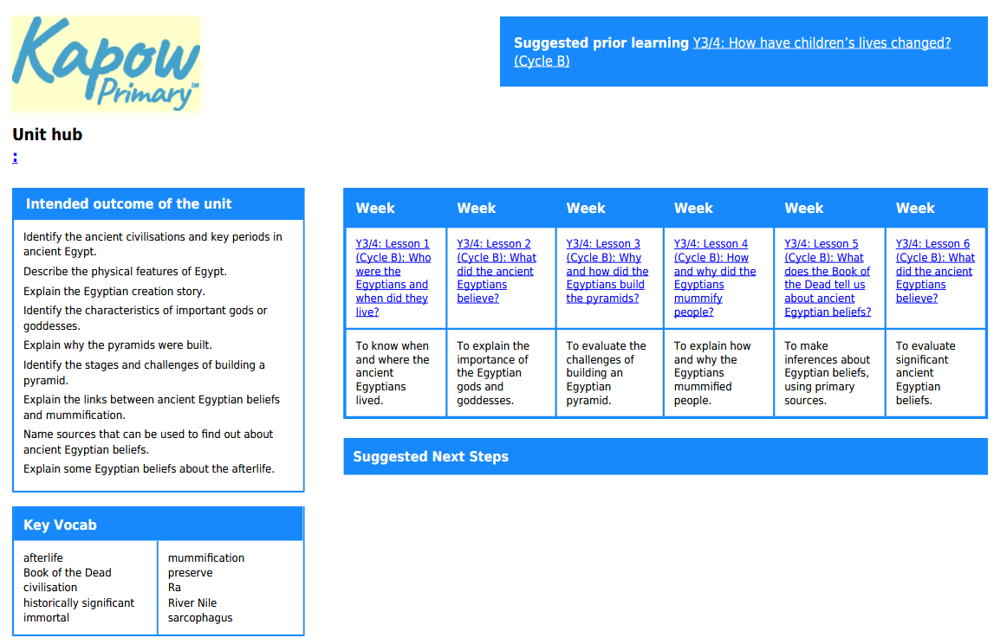 Kapow
Primary™
Suggested prior learning Y3/4: How have children’s lives changed?
(Cycle B)
Unit hub
:
Intended outcome of the unit
Identify the ancient civilisations and key periods in
ancient Egypt.
Describe the physical features of Egypt.
Explain the Egyptian creation story.
Identify the characteristics of important gods or
goddesses.
Explain why the pyramids were built.
Identify the stages and challenges of building a
pyramid.
Explain the links between ancient Egyptian beliefs
and mummification.
Name sources that can be used to find out about
ancient Egyptian beliefs.
Explain some Egyptian beliefs about the afterlife.
Key Vocab
afterlife
Book of the Dead
civilisation
historically significant
immortal
mummification
preserve
Ra
River Nile
sarcophagus
Week
Week
Week
Week
Week
Week
Y3/4: Lesson 1
(Cycle B): Who
were the
Egyptians and
when did they
live?
Y3/4: Lesson 2
(Cycle B): What
did the ancient
Egyptians
believe?
Y3/4: Lesson 3
(Cycle B): Why
and how did the
Egyptians build
the pyramids?
Y3/4: Lesson 4
(Cycle B): How
and why did the
Egyptians
mummify
people?
Y3/4: Lesson 5
(Cycle B): What
does the Book of
the Dead tell us
about ancient
Egyptian beliefs?
Y3/4: Lesson 6
(Cycle B): What
did the ancient
Egyptians
believe?
To know when
and where the
ancient
Egyptians
lived.
To explain the
importance of
the Egyptian
gods and
goddesses.
To evaluate the
challenges of
building an
Egyptian
pyramid.
To explain how
and why the
Egyptians
mummified
people.
To make
inferences about
Egyptian beliefs,
using primary
sources.
To evaluate
significant
ancient
Egyptian
beliefs.
Suggested Next Steps